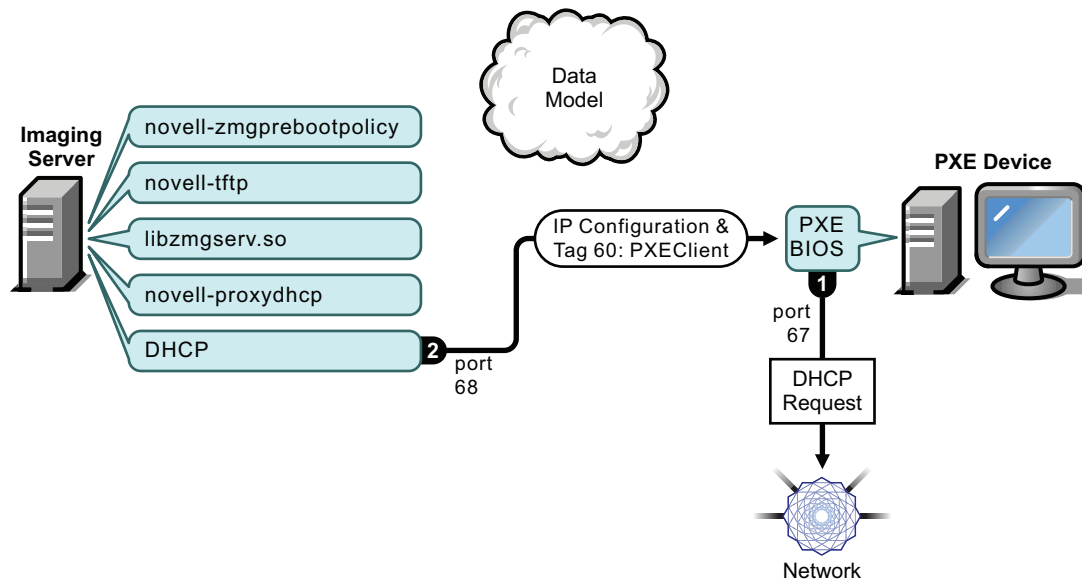 Data
Model
Imaging
Server
novell-zmgprebootpolicy
novell-tftp
libzmgserv.so
novell-proxydhcp
DHCP
2
port
68
IP Configuration &
Tag 60: PXEClient
PXE
BIOS
PXE Device
1
port
67
DHCP
Request
Network